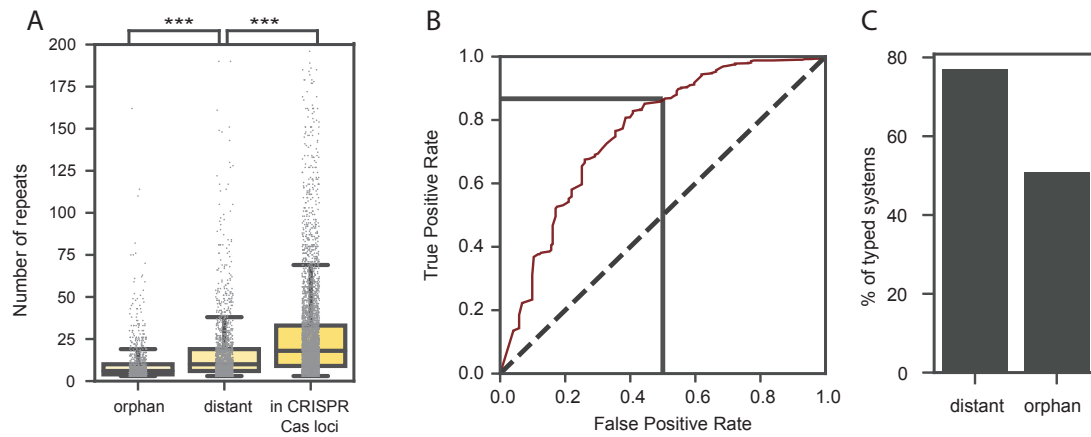 A
***
***
200
175
150
125
100
75
50
25
0
Number of repeats
orphan
distant
in CRISPR
Cas loci
B
1.0
0.8
0.6
0.4
0.2
0.0
True Positive Rate
0.0
0.2
0.4
0.6
0.8
1.0
False Positive Rate
C
80
60
40
20
0
% of typed systems
distant
orphan